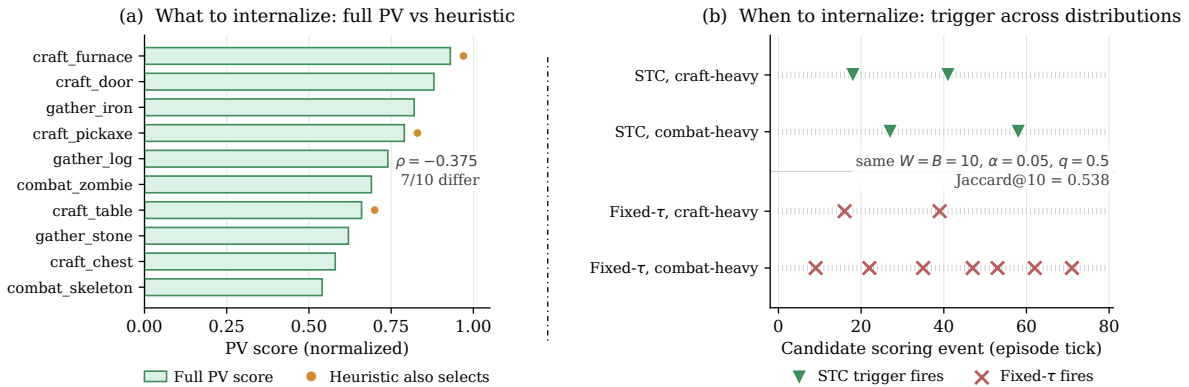 (a) What to internalize: full PV vs heuristic
craft_furnace
craft_door
gather_iron
craft_pickaxe
gather_log
combat_zombie
craft_table
gather_stone
craft_chest
combat_skeleton
ρ = −0.375
7/10 differ
0.00 0.25 0.50 0.75 1.00
PV score (normalized)
Full PV score
Heuristic also selects
(b) When to internalize: trigger across distributions
STC, craft-heavy
STC, combat-heavy
same W = B = 10, α = 0.05, q = 0.5
Jaccard@10 = 0.538
Fixed-τ, craft-heavy
Fixed-τ, combat-heavy
0 20 40 60 80
Candidate scoring event (episode tick)
STC trigger fires
Fixed-τ fires